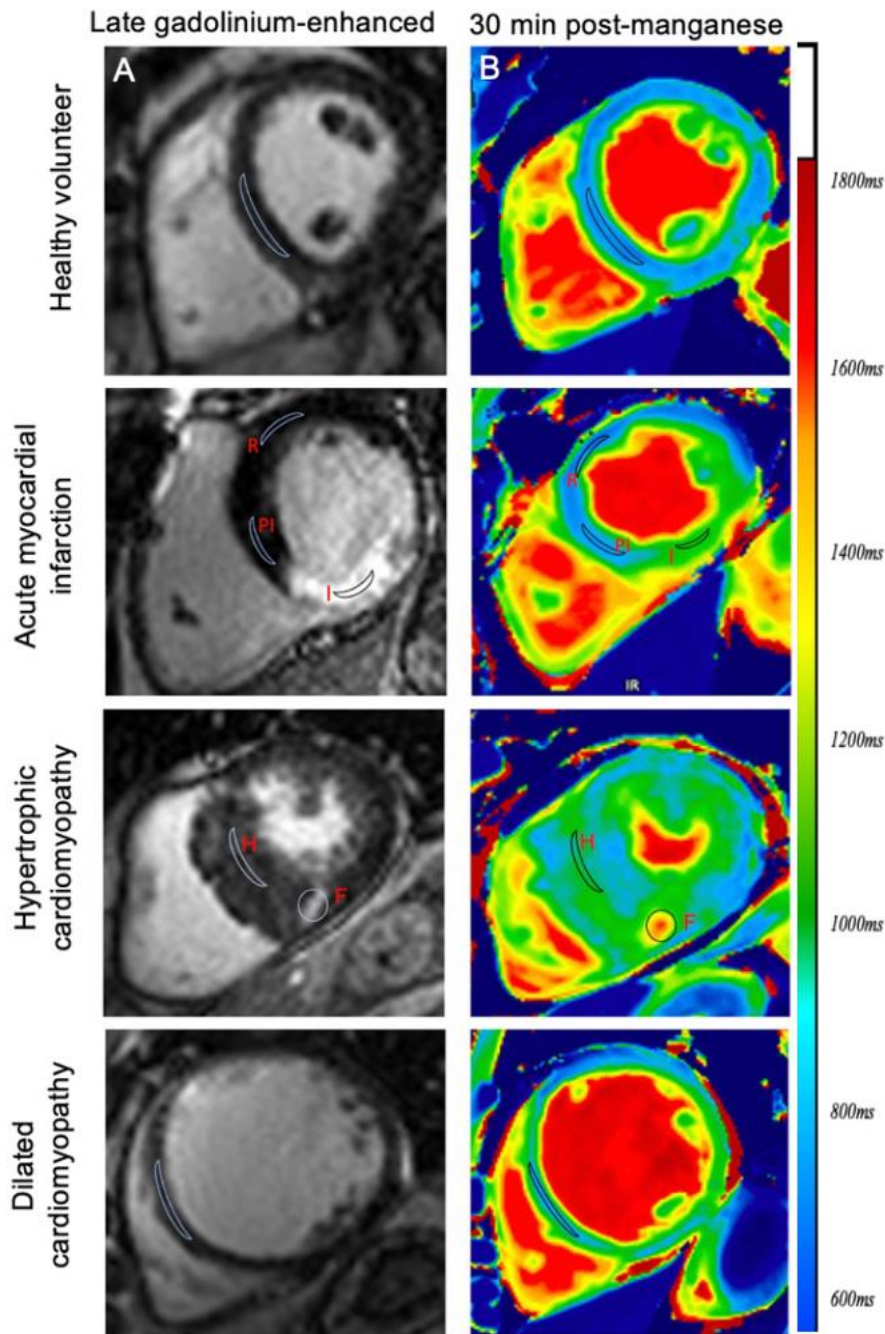 Late gadolinium-enhanced
30 min post-manganese
A
B
Healthy volunteer
Acute myocardial
infarction
R
PI
I
R
PI
I
IR
Hypertrophic
cardiomyopathy
H
F
H
F
Dilated
cardiomyopathy
1800ms
1600ms
1400ms
1200ms
1000ms
800ms
600ms